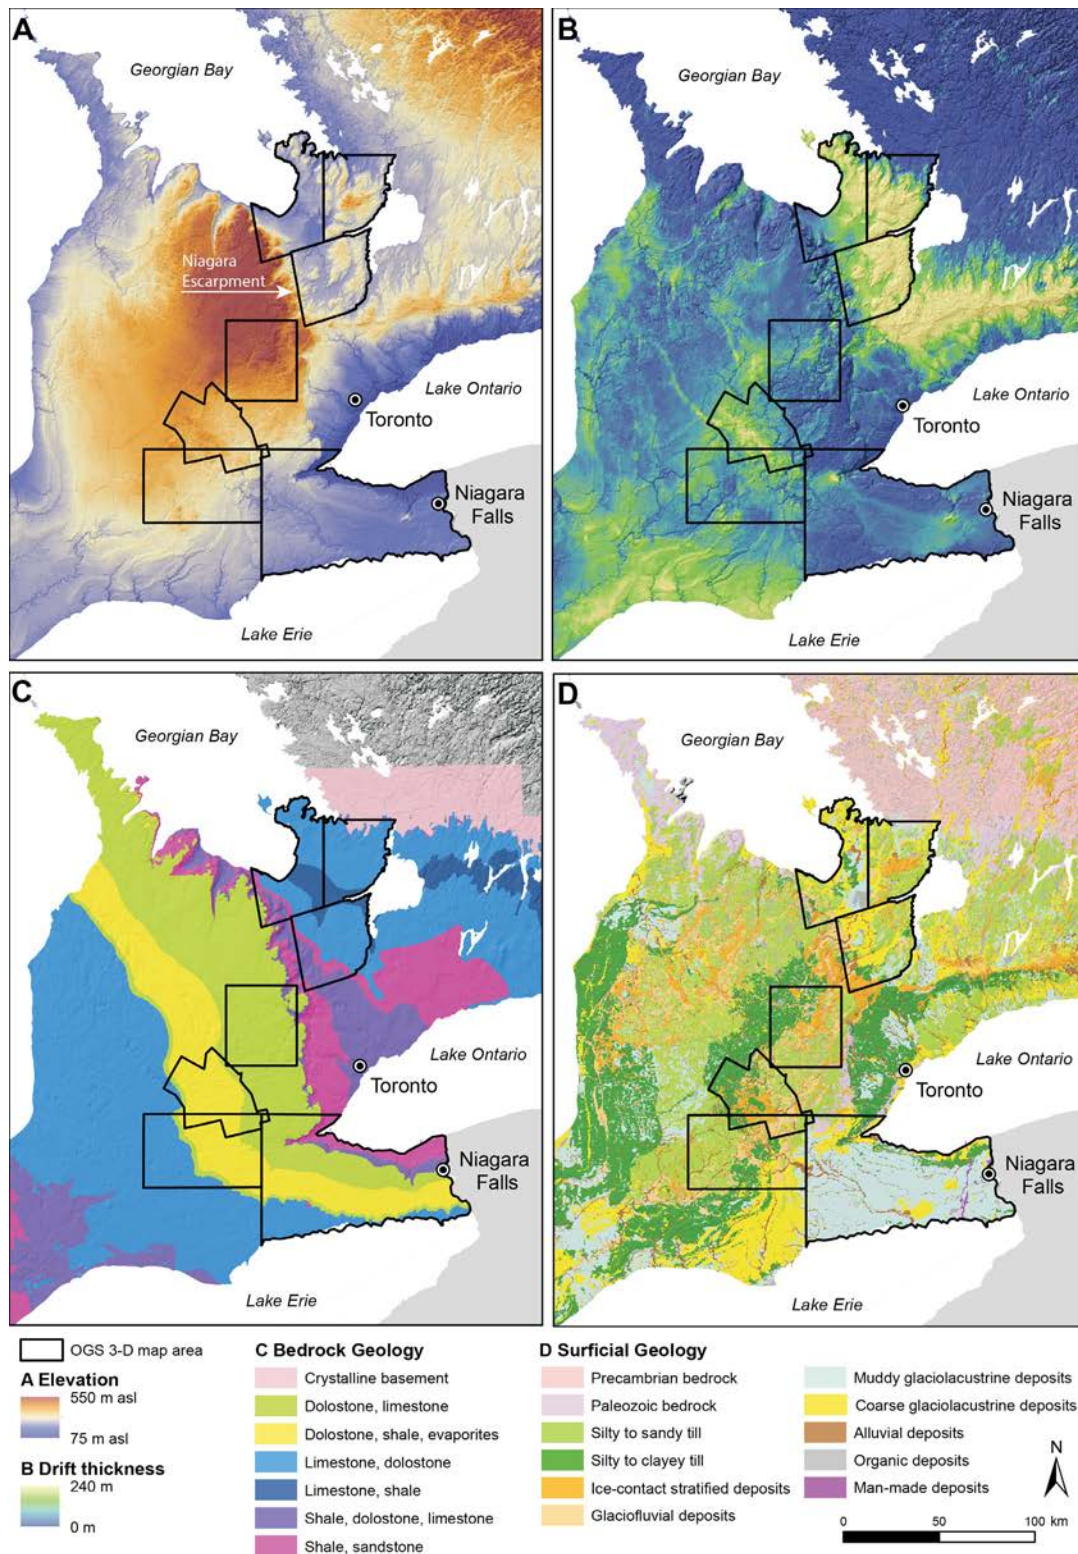 A
Georgian Bay
Niagara
Escarpment
Lake Ontario
Toronto
Niagara
Falls
Lake Erie
B
Georgian Bay
Lake Ontario
Toronto
Niagara
Falls
Lake Erie
C
Georgian Bay
Lake Ontario
Toronto
Niagara
Falls
Lake Erie
D
Georgian Bay
Lake Ontario
Toronto
Niagara
Falls
Lake Erie
OGS 3-D map area
A Elevation
550 m asl
75 m asl
B Drift thickness
240 m
0 m
C Bedrock Geology
Crystalline basement
Dolostone, limestone
Dolostone, shale, evaporites
Limestone, dolostone
Limestone, shale
Shale, dolostone, limestone
Shale, sandstone
D Surficial Geology
Precambrian bedrock
Paleozoic bedrock
Silty to sandy till
Silty to clayey till
Ice-contact stratified deposits
Glaciofluvial deposits
Muddy glaciolacustrine deposits
Coarse glaciolacustrine deposits
Alluvial deposits
Organic deposits
Man-made deposits
N
0 50 100 km